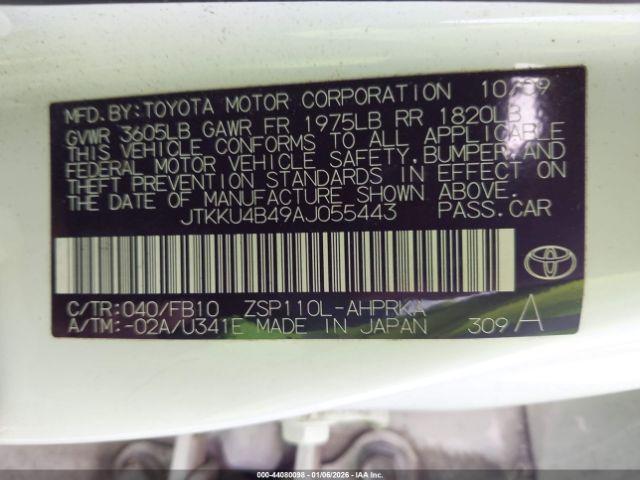 MFD.BY:TOYOTA MOTOR CORPORATION 10/09
GVWR 3605LB GAWR FR 1975LB RR 1820LB
THIS VEHICLE CONFORMS TO ALL APPLICABLE
FEDERAL MOTOR VEHICLE SAFETY,BUMPER,AND
THEFT PREVENTION STANDARDS IN EFFECT ON
THE DATE OF MANUFACTURE SHOWN ABOVE.
JTKKU4B49AJ055443 PASS.CAR
C/TR:040/FB10 ZSP110L-AHPRKA
A/TM:-02A/U341E MADE IN JAPAN 309 A
000-44080098 - 01/06/2026 - IAA Inc.